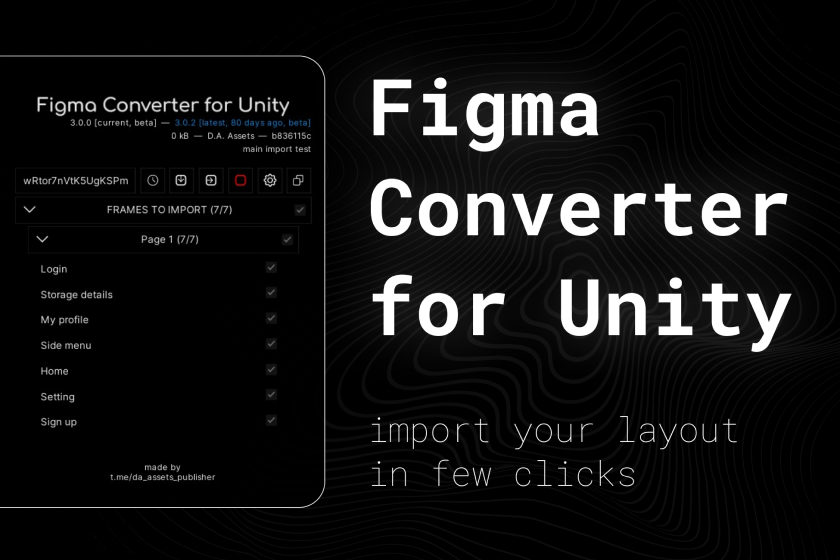 Figma Converter for Unity
3.0.0 [current, beta] — 3.0.2 [latest, 80 days ago, beta]
0 kB — D.A. Assets — b836115c
main import test
wRtor7nVtK5UgKSPm
FRAMES TO IMPORT (7/7)
Page 1 (7/7)
Login
Storage details
My profile
Side menu
Home
Setting
Sign up
made by
t.me/da_assets_publisher
Figma
Converter
for Unity
import your layout
in few clicks